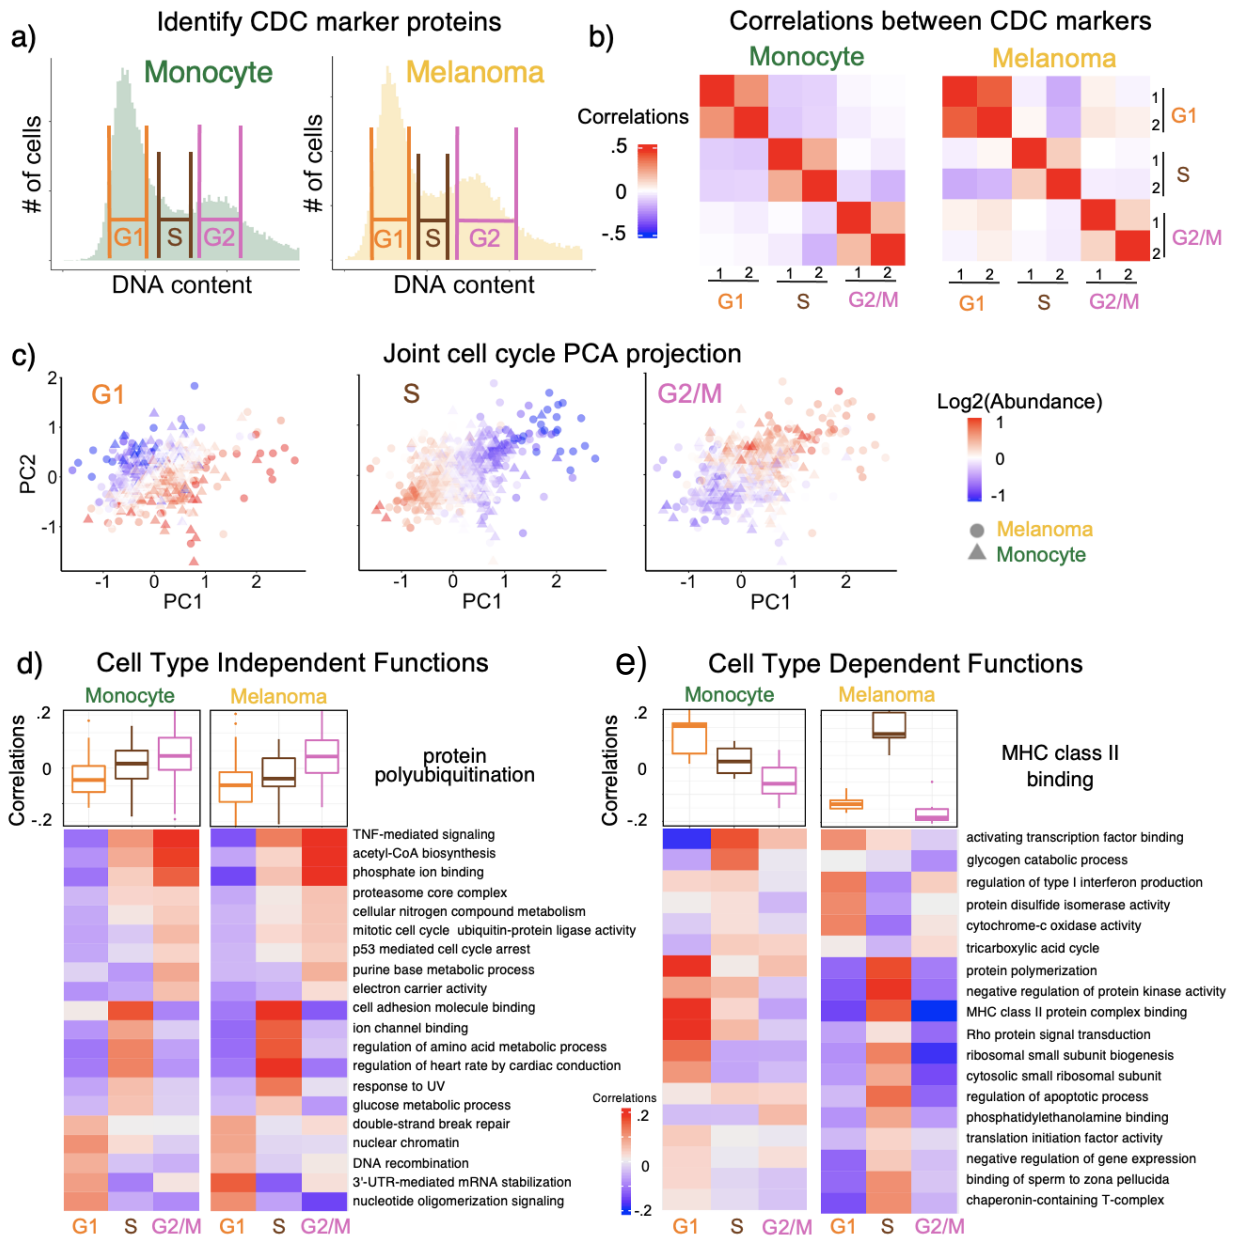 a)
Identify CDC marker proteins
Monocyte
Melanoma
# of cells
# of cells
G1
S
G2
G1
S
G2
DNA content
DNA content
b)
Correlations between CDC markers
Monocyte
Melanoma
Correlations
.5
0
-.5
1
2
G1
1
2
S
1
2
G2/M
1 2 1 2 1 2
G1 S G2/M
1 2 1 2 1 2
G1 S G2/M
c)
Joint cell cycle PCA projection
G1
S
G2/M
PC2
2
1
0
-1
-1 0 1 2
PC1
-1 0 1 2
PC1
-1 0 1 2
PC1
Log2(Abundance)
1
0
-1
Melanoma
Monocyte
d)
Cell Type Independent Functions
Monocyte
Melanoma
Correlations
.2
0
-.2
protein
polyubiquitination
TNF-mediated signaling
acetyl-CoA biosynthesis
phosphate ion binding
proteasome core complex
cellular nitrogen compound metabolism
mitotic cell cycle ubiquitin-protein ligase activity
p53 mediated cell cycle arrest
purine base metabolic process
electron carrier activity
cell adhesion molecule binding
ion channel binding
regulation of amino acid metabolic process
regulation of heart rate by cardiac conduction
response to UV
glucose metabolic process
double-strand break repair
nuclear chromatin
DNA recombination
3'-UTR-mediated mRNA stabilization
nucleotide oligomerization signaling
G1 S G2/M
G1 S G2/M
e)
Cell Type Dependent Functions
Monocyte
Melanoma
Correlations
.2
0
-.2
MHC class II
binding
activating transcription factor binding
glycogen catabolic process
regulation of type I interferon production
protein disulfide isomerase activity
cytochrome-c oxidase activity
tricarboxylic acid cycle
protein polymerization
negative regulation of protein kinase activity
MHC class II protein complex binding
Rho protein signal transduction
ribosomal small subunit biogenesis
cytosolic small ribosomal subunit
regulation of apoptotic process
phosphatidylethanolamine binding
translation initiation factor activity
negative regulation of gene expression
binding of sperm to zona pellucida
chaperonin-containing T-complex
Correlations
.2
0
-.2
G1 S G2/M
G1 S G2/M